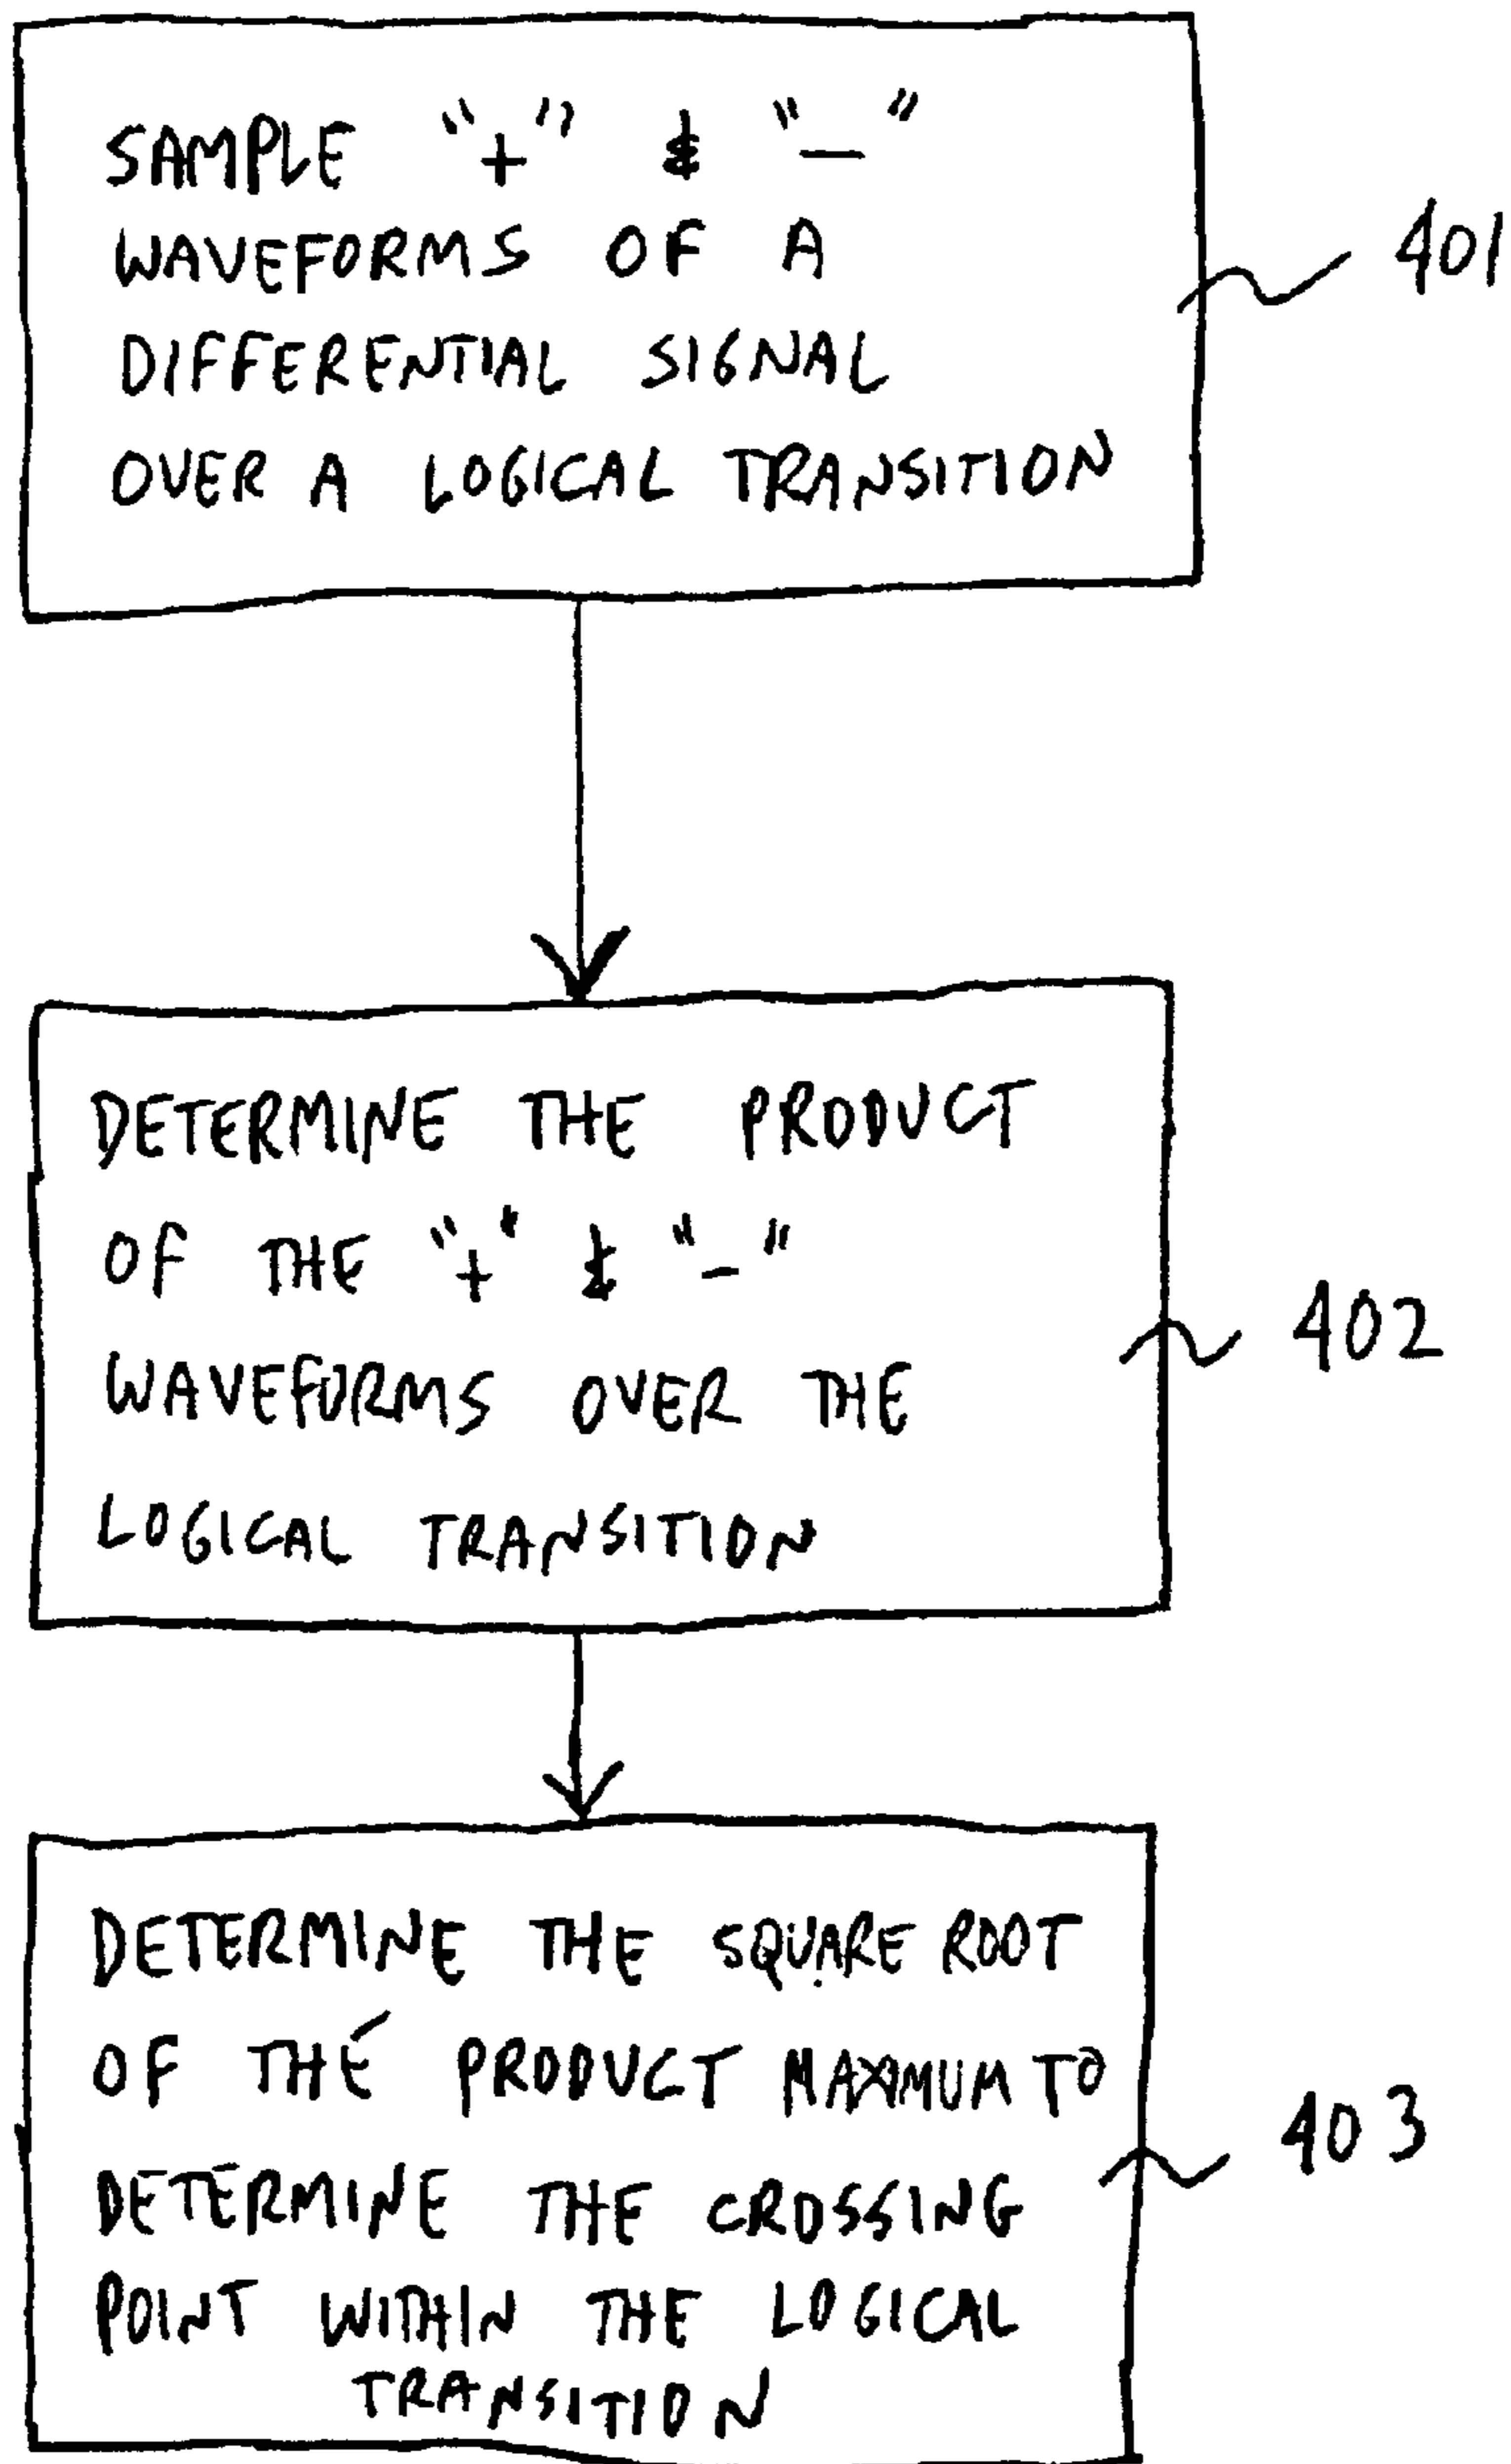 SAMPLE "+" & "-"
WAVEFORMS OF A
DIFFERENTIAL SIGNAL
OVER A LOGICAL TRANSITION
401
DETERMINE THE PRODUCT
OF THE "+" & "-"
WAVEFORMS OVER THE
LOGICAL TRANSITION
402
DETERMINE THE SQUARE ROOT
OF THE PRODUCT MAXIMUM TO
DETERMINE THE CROSSING
POINT WITHIN THE LOGICAL
TRANSITION
403